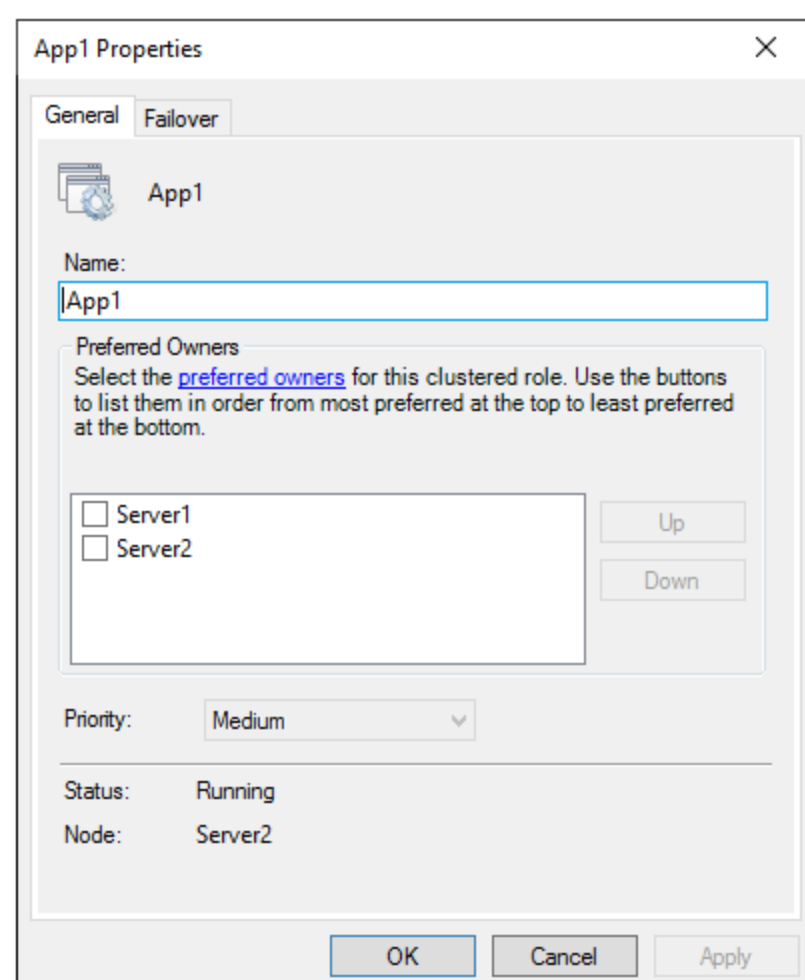 App1 Properties
General Failover
App1
Name:
App1
Preferred Owners
Select the preferred owners for this clustered role. Use the buttons
to list them in order from most preferred at the top to least preferred
at the bottom.
Server1
Up
Server2
Down
Priority: Medium
Status: Running
Node: Server2
OK Cancel Apply